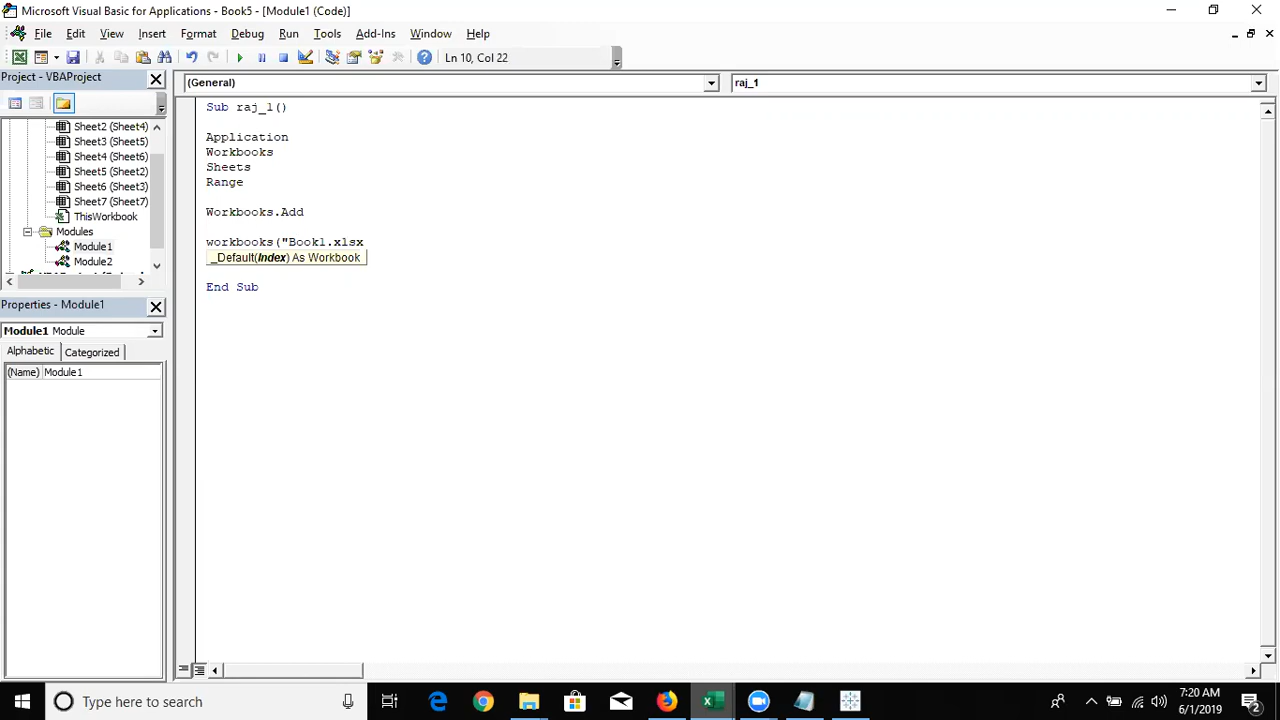 Microsoft Visual Basic for Applications - Book5 - [Module1 (Code)]
File Edit View Insert Format Debug Run Tools Add-Ins Window Help
Ln 10, Col 22
Project - VBAProject
(General)
raj_1
Sheet2 (Sheet4)
Sheet3 (Sheet5)
Sheet4 (Sheet6)
Sheet5 (Sheet2)
Sheet6 (Sheet3)
Sheet7 (Sheet7)
ThisWorkbook
Modules
Module1
Module2
Properties - Module1
Module1 Module
Alphabetic Categorized
(Name) Module1
Sub raj_1()
Application
Workbooks
Sheets
Range
Workbooks.Add
workbooks("Book1.xlsx
_Default(Index) As Workbook
End Sub
Type here to search
7:20 AM
6/1/2019
2